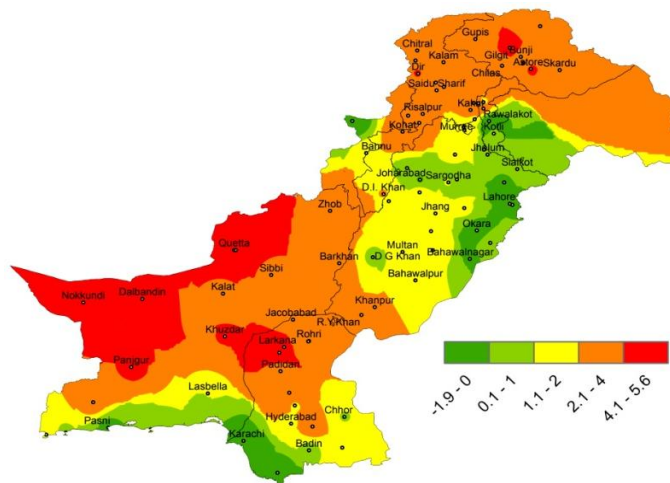 Gupis
Chitral
Bunji
Kalam
Gilgit
Astore
Dir
Skardu
Chilas
Saidu Sharif
Kakul
Risalpur
Rawalakot
Kohat
Murree
Kotli
Bannu
Jhalum
Sialkot
Joharabad
Sargodha
D.I. Khan
Zhob
Lahore
Jhang
Okara
Quetta
Multan
Barkhan
D G Khan
Bahawalnagar
Sibbi
Bahawalpur
Dalbandin
Kalat
Nokkundi
Khanpur
Jacobabad
R.Y.Khan
Khuzdar
Rohri
Larkana
Panjgur
Padidan
Lasbella
Chhor
Pasni
Hyderabad
Karachi
Badin
-1.9 - 0
0.1 - 1
1.1 - 2
2.1 - 4
4.1 - 5.6